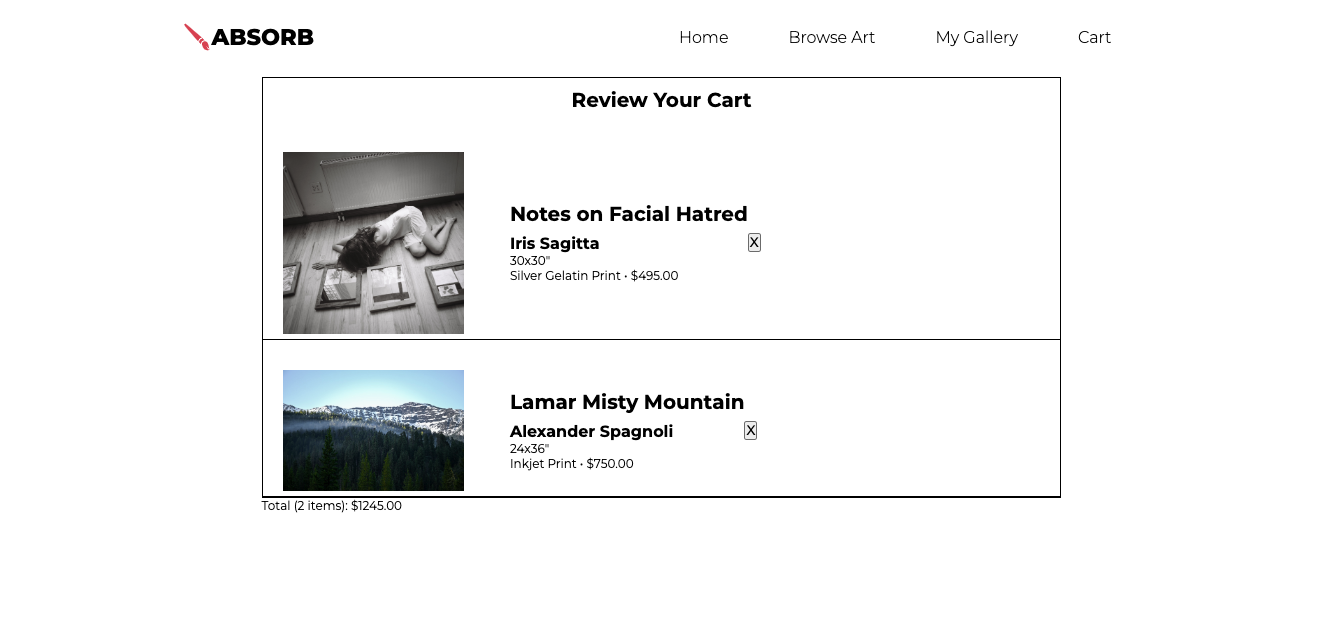 ABSORB
Home Browse Art My Gallery Cart
Review Your Cart
Notes on Facial Hatred
Iris Sagitta
X
30x30"
Silver Gelatin Print • $495.00
Lamar Misty Mountain
Alexander Spagnoli
X
24x36"
Inkjet Print • $750.00
Total (2 items): $1245.00